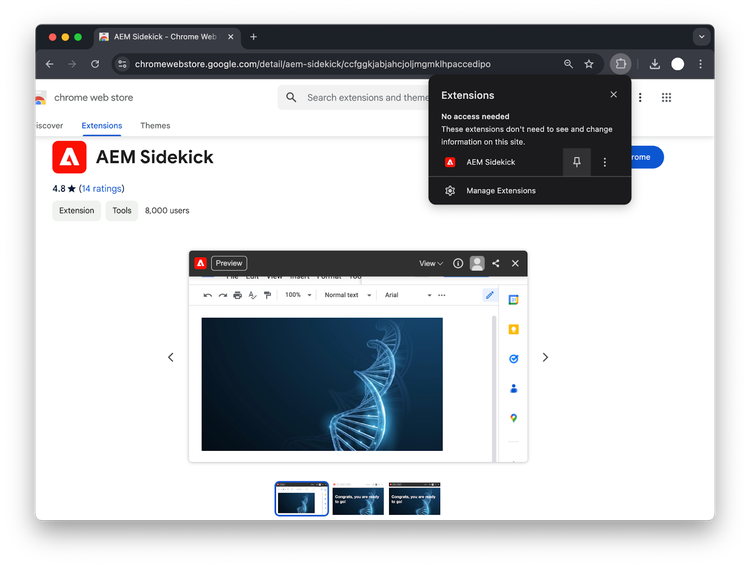 AEM Sidekick - Chrome Web
chromewebstore.google.com/detail/aem-sidekick/ccfggkjabjahcjoljmgmklhpaccedipo
chrome web store
Search extensions and theme
Extensions
No access needed
These extensions don't need to see and change
information on this site.
AEM Sidekick
Manage Extensions
iscover
Extensions
Themes
AEM Sidekick
rome
4.8 ★ (14 ratings)
Extension
Tools
8,000 users
Preview
View
File Edit View Insert Format Too
100%
Normal text
Arial
Congrats, you are ready
to go!
Congrats, you are ready
to go!